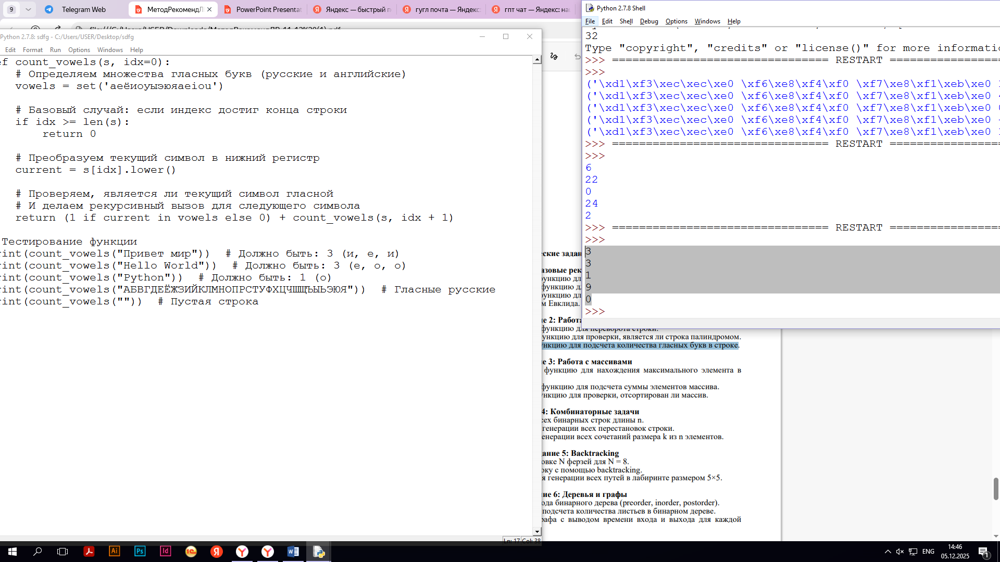 9
Telegram Web
МетодРекоменд
PowerPoint Presenta
Яндекс — быстрый п
гугл почта — Яндекс:
гпт чат — Яндекс: на
Python 2.7.8: sdfg - C:/Users/USER/Desktop/sdfg
Edit Format Run Options Windows Help
ef count_vowels(s, idx=0):
# Определяем множества гласных букв (русские и английские)
vowels = set('аеёиоуыэюяaeiou')
# Базовый случай: если индекс достиг конца строки
if idx >= len(s):
return 0
# Преобразуем текущий символ в нижний регистр
current = s[idx].lower()
# Проверяем, является ли текущий символ гласной
# И делаем рекурсивный вызов для следующего символа
return (1 if current in vowels else 0) + count_vowels(s, idx + 1)
Тестирование функции
int(count_vowels("Привет мир")) # Должно быть: 3 (и, е, и)
int(count_vowels("Hello World")) # Должно быть: 3 (e, o, o)
int(count_vowels("Python")) # Должно быть: 1 (o)
int(count_vowels("АБВГДЕЁЖЗИЙКЛМНОПРСТУФХЦЧШЩЪЫЬЭЮЯ")) # Гласные русские
int(count_vowels("")) # Пустая строка
Ln: 17 Col: 38
Python 2.7.8 Shell
File Edit Shell Debug Options Windows Help
32
Type "copyright", "credits" or "license()" for more informatio
>>> ================================ RESTART ================
>>>
('\xd1\xf3\xec\xec\xe0 \xf6\xe8\xf4\xf0 \xf7\xe8\xf1\xeb\xe0
('\xd1\xf3\xec\xec\xe0 \xf6\xe8\xf4\xf0 \xf7\xe8\xf1\xeb\xe0
('\xd1\xf3\xec\xec\xe0 \xf6\xe8\xf4\xf0 \xf7\xe8\xf1\xeb\xe0
('\xd1\xf3\xec\xec\xe0 \xf6\xe8\xf4\xf0 \xf7\xe8\xf1\xeb\xe0
('\xd1\xf3\xec\xec\xe0 \xf6\xe8\xf4\xf0 \xf7\xe8\xf1\xeb\xe0
>>> ================================ RESTART ================
>>>
6
22
0
24
2
>>> ================================ RESTART ================
>>>
3
3
1
9
0
>>>
еские задан
азовые рек
ункцию дл
функцию д
ункцию дл
м Евклида.
ие 2: Работа
функцию для переворота строки.
ункцию для проверки, является ли строка палиндромом.
ункцию для подсчета количества гласных букв в строке.
ие 3: Работа с массивами
функцию для нахождения максимального элемента в
функцию для подсчета суммы элементов массива.
ункцию для проверки, отсортирован ли массив.
4: Комбинаторные задачи
сех бинарных строк длины n.
генерации всех перестановок строки.
генерации всех сочетаний размера k из n элементов.
дание 5: Backtracking
овке N ферзей для N = 8.
оку с помощью backtracking.
я генерации всех путей в лабиринте размером 5×5.
ние 6: Деревья и графы
ода бинарного дерева (preorder, inorder, postorder).
подсчета количества листьев в бинарном дереве.
рафа с выводом времени входа и выхода для каждой
ENG
14:46
05.12.2025
1